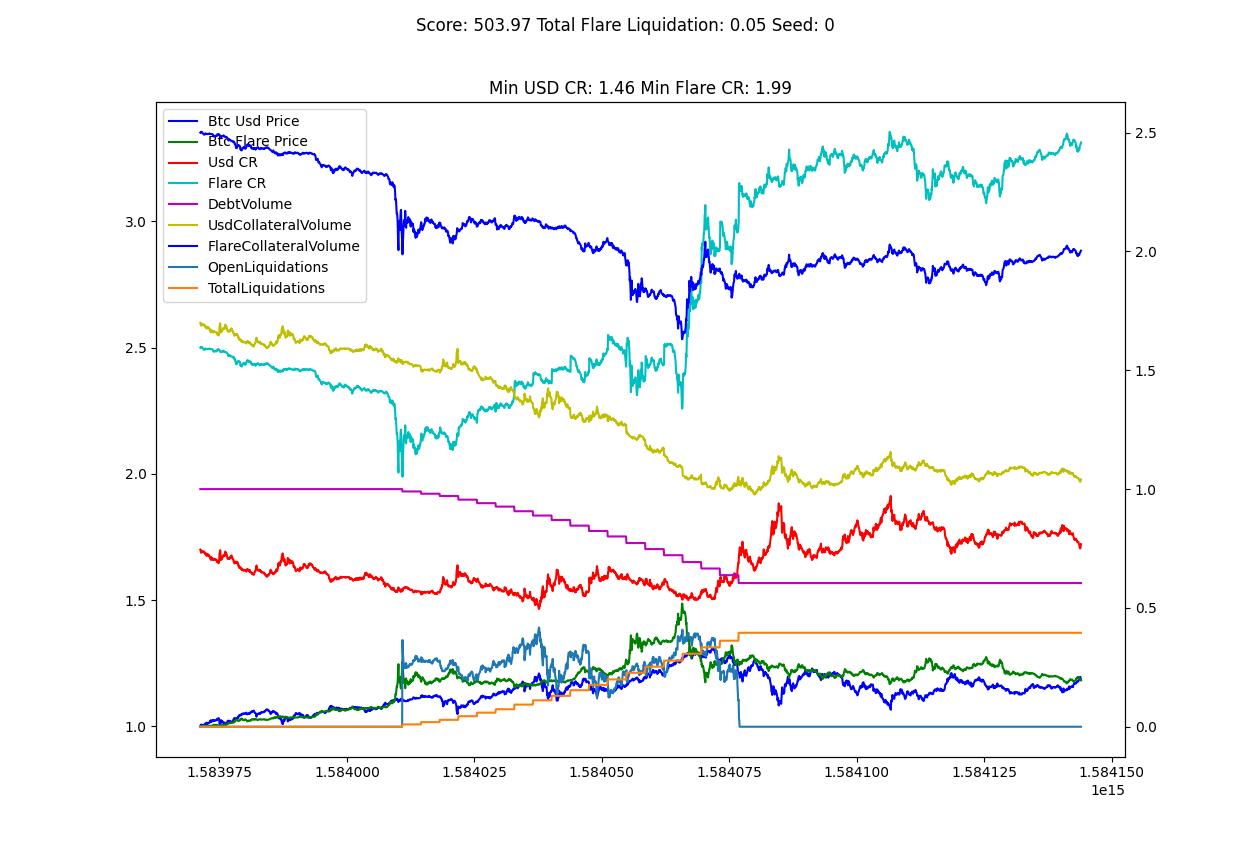 Score: 503.97 Total Flare Liquidation: 0.05 Seed: 0
Min USD CR: 1.46 Min Flare CR: 1.99
Btc Usd Price
Btc Flare Price
Usd CR
Flare CR
DebtVolume
UsdCollateralVolume
FlareCollateralVolume
OpenLiquidations
TotalLiquidations
3.0
2.5
2.0
1.5
1.0
2.5
2.0
1.5
1.0
0.5
0.0
1.583975 1.584000 1.584025 1.584050 1.584075 1.584100 1.584125 1.584150
1e15